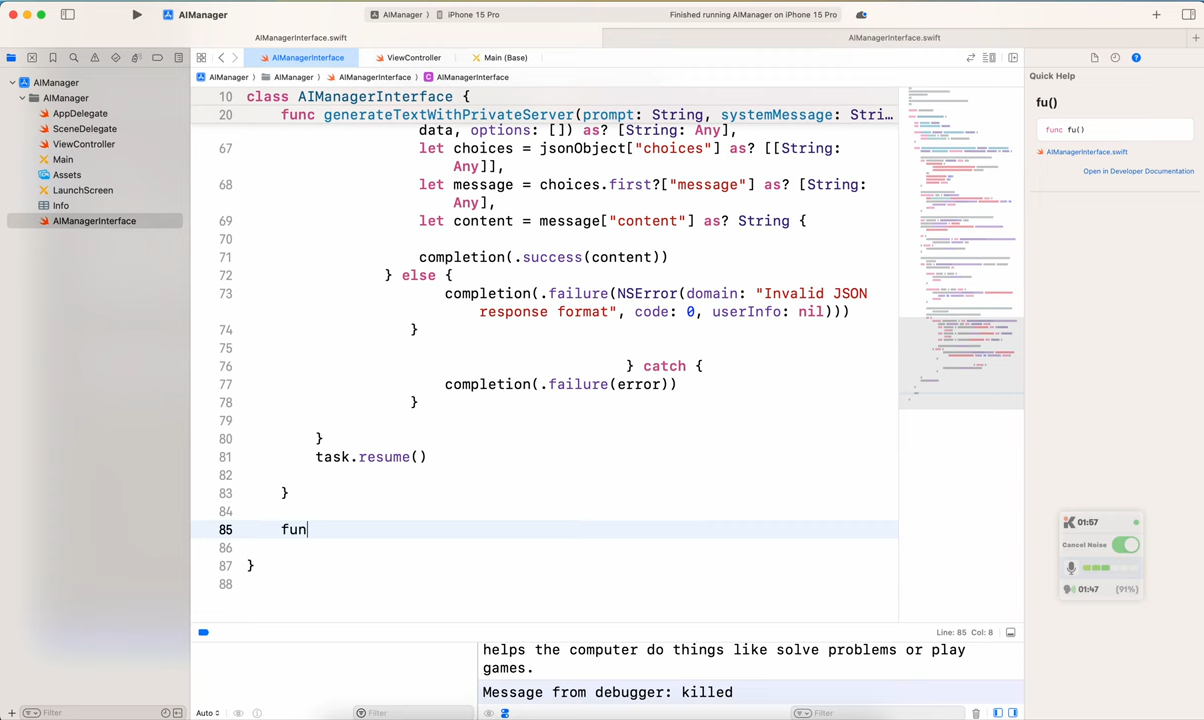 AIManager
AIManager › iPhone 15 Pro
Finished running AIManager on iPhone 15 Pro
AIManagerInterface.swift
AIManagerInterface.swift
AIManagerInterface
ViewController
Main (Base)
AIManager › AIManager › AIManagerInterface › AIManagerInterface
AIManager
AIManager
AppDelegate
SceneDelegate
ViewController
Main
Assets
LaunchScreen
Info
AIManagerInterface
10 class AIManagerInterface {
20 func generateTextWithPrivateServer(prompt: String, systemMessage: Stri…
data, options: []) as? [String: Any],
67 let choices = jsonObject["choices"] as? [[String:
Any]],
68 let message = choices.first?["message"] as? [String:
Any],
69 let content = message["content"] as? String {
70
71 completion(.success(content))
72 } else {
73 completion(.failure(NSError(domain: "Invalid JSON
response format", code: 0, userInfo: nil)))
74 }
75
76 } catch {
77 completion(.failure(error))
78 }
79
80 }
81 task.resume()
82
83 }
84
85 fun
86
87 }
88
Line: 85 Col: 8
helps the computer do things like solve problems or play
games.
Message from debugger: killed
Auto
Filter
Filter
Filter
Quick Help
fu()
func fu()
AIManagerInterface.swift
Open in Developer Documentation
01:57
Cancel Noise
01:47 (91%)